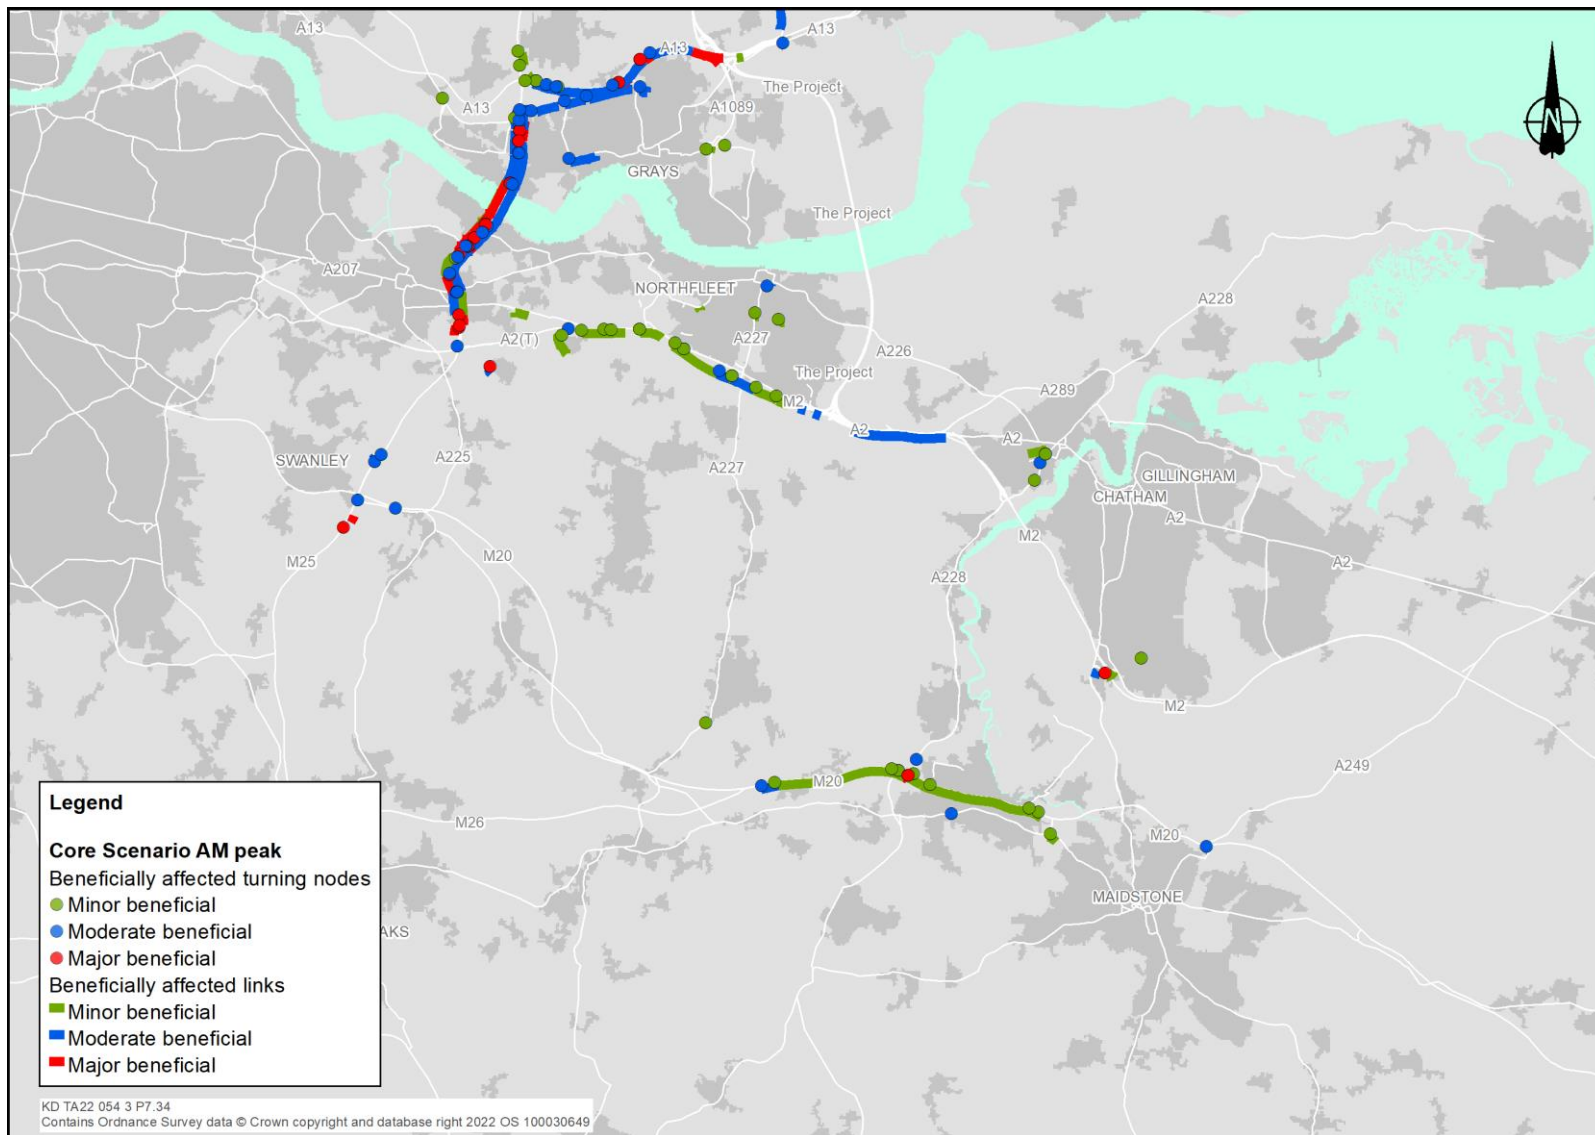 A13
A13
A13
The Project
A13
A1089
GRAYS
The Project
A207
NORTHFLEET
A228
A2(T)
A227
A226
The Project
A289
M2
A2
A2
SWANLEY
A225
A227
GILLINGHAM
CHATHAM
A2
M2
M25
M20
A2
A228
M2
M20
A249
M26
M20
MAIDSTONE
AKS
Legend
Core Scenario AM peak
Beneficially affected turning nodes
Minor beneficial
Moderate beneficial
Major beneficial
Beneficially affected links
Minor beneficial
Moderate beneficial
Major beneficial
N
KD TA22 054 3 P7.34
Contains Ordnance Survey data © Crown copyright and database right 2022 OS 100030649